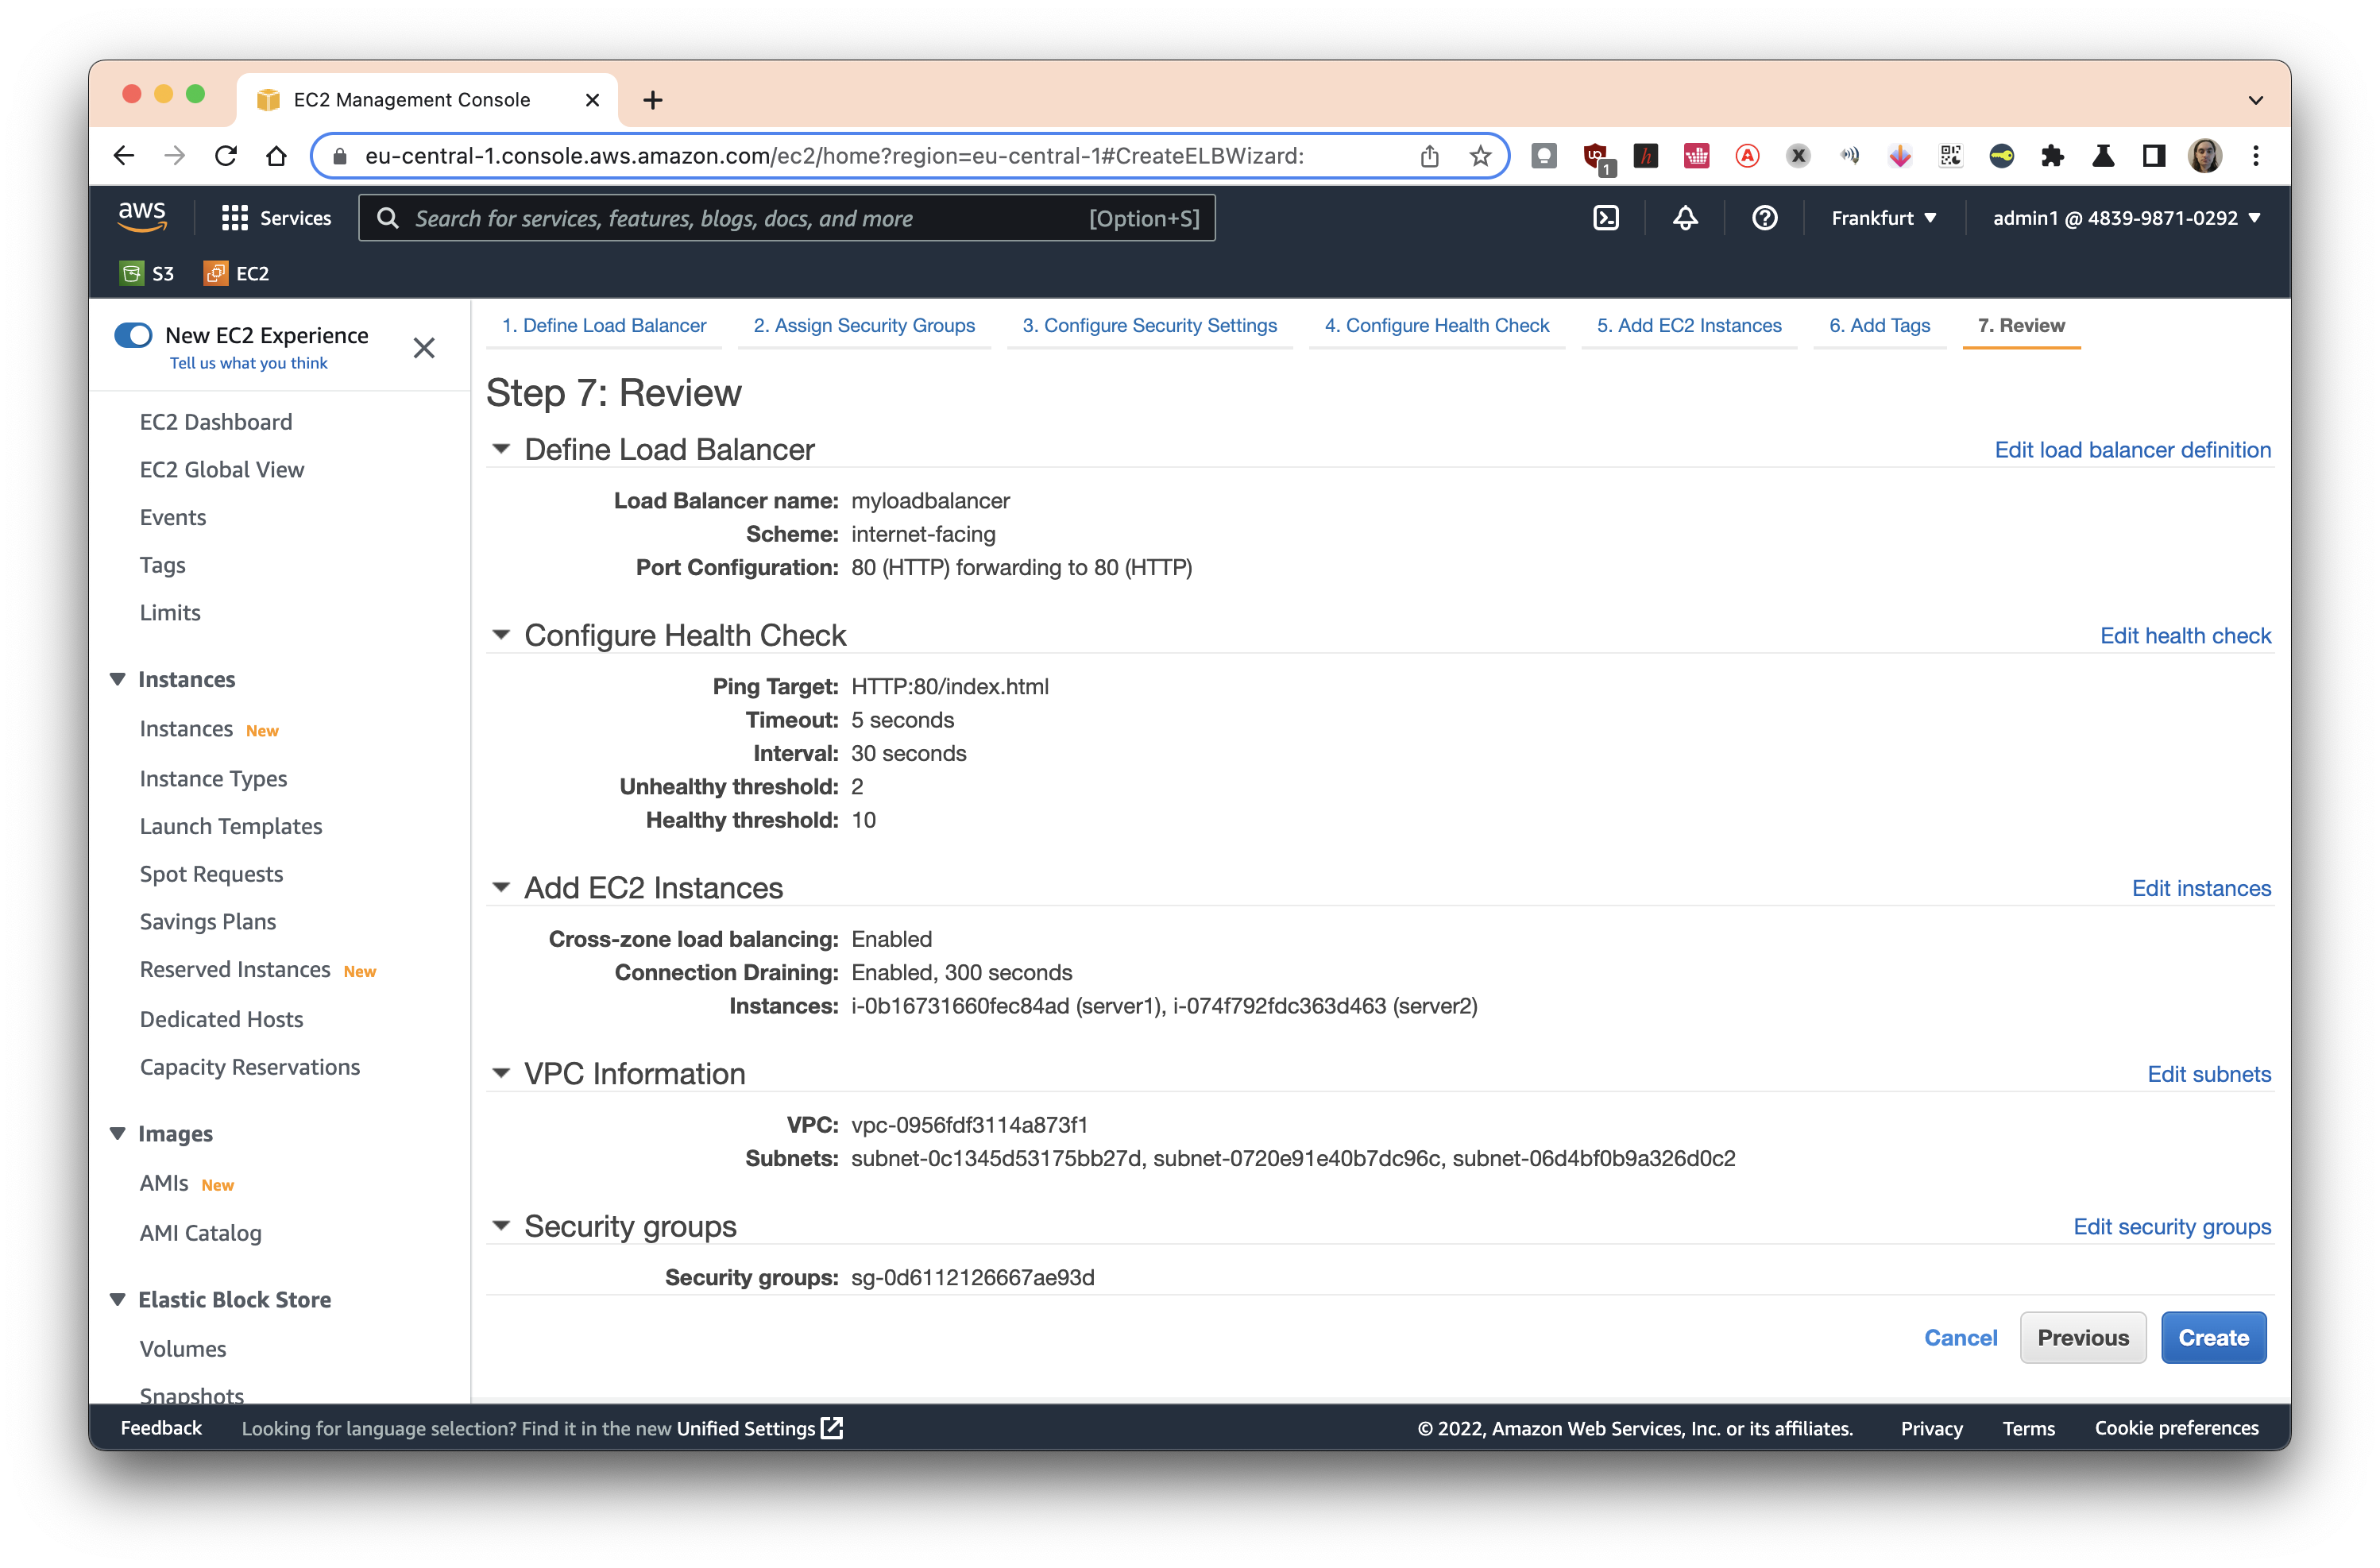 EC2 Management Console
eu-central-1.console.aws.amazon.com/ec2/home?region=eu-central-1#CreateELBWizard:
1
aws
Services
Search for services, features, blogs, docs, and more
[Option+S]
Frankfurt
admin1 @ 4839-9871-0292
S3
EC2
New EC2 Experience
Tell us what you think
EC2 Dashboard
EC2 Global View
Events
Tags
Limits
Instances
Instances New
Instance Types
Launch Templates
Spot Requests
Savings Plans
Reserved Instances New
Dedicated Hosts
Capacity Reservations
Images
AMIs New
AMI Catalog
Elastic Block Store
Volumes
Snapshots
1. Define Load Balancer
2. Assign Security Groups
3. Configure Security Settings
4. Configure Health Check
5. Add EC2 Instances
6. Add Tags
7. Review
Step 7: Review
Define Load Balancer
Edit load balancer definition
Load Balancer name: myloadbalancer
Scheme: internet-facing
Port Configuration: 80 (HTTP) forwarding to 80 (HTTP)
Configure Health Check
Edit health check
Ping Target: HTTP:80/index.html
Timeout: 5 seconds
Interval: 30 seconds
Unhealthy threshold: 2
Healthy threshold: 10
Add EC2 Instances
Edit instances
Cross-zone load balancing: Enabled
Connection Draining: Enabled, 300 seconds
Instances: i-0b16731660fec84ad (server1), i-074f792fdc363d463 (server2)
VPC Information
Edit subnets
VPC: vpc-0956fdf3114a873f1
Subnets: subnet-0c1345d53175bb27d, subnet-0720e91e40b7dc96c, subnet-06d4bf0b9a326d0c2
Security groups
Edit security groups
Security groups: sg-0d6112126667ae93d
Cancel
Previous
Create
Feedback
Looking for language selection? Find it in the new Unified Settings
© 2022, Amazon Web Services, Inc. or its affiliates.
Privacy
Terms
Cookie preferences